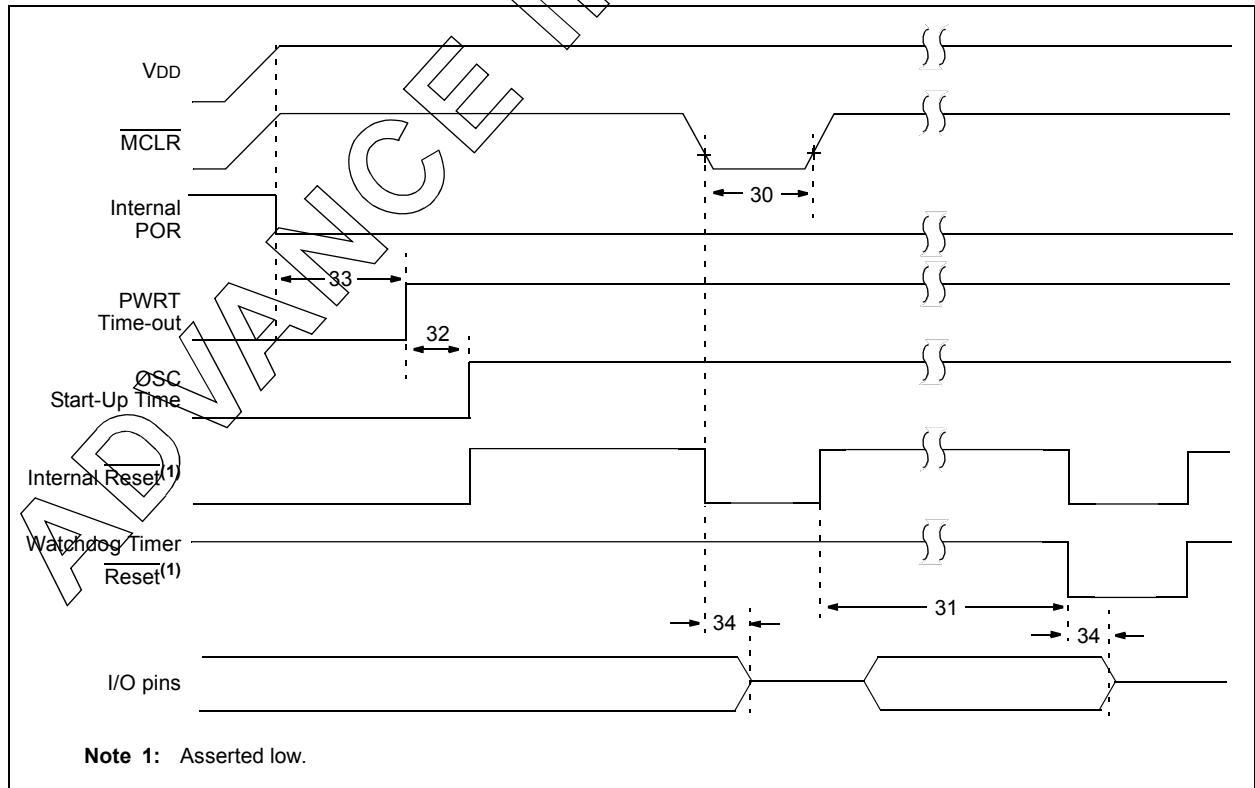 VDD
MCLR
30
Internal
POR
33
PWRT
Time-out
32
OSC
Start-Up Time
Internal Reset(1)
Watchdog Timer
Reset(1)
31
34
34
I/O pins
Note 1: Asserted low.
ADVANCE